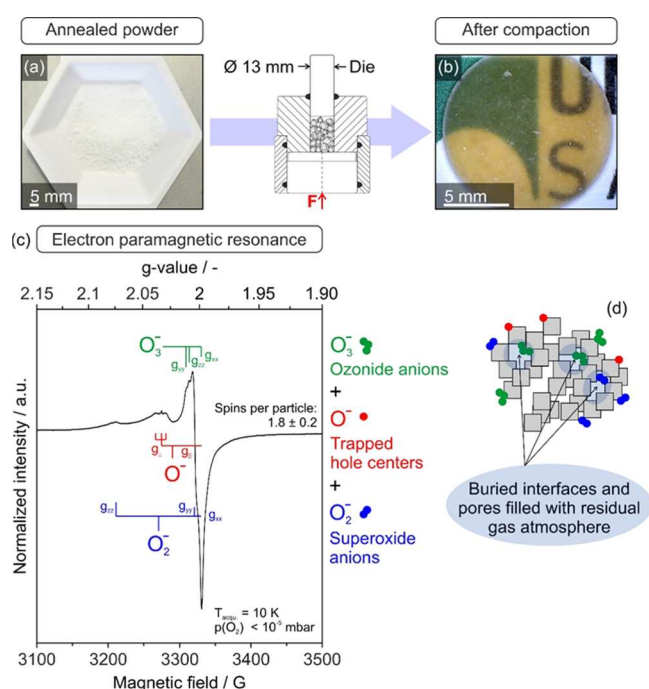 Annealed powder
After compaction
(a)
5 mm
Ø 13 mm
Die
F
(b)
U
S
5 mm
(c)
Electron paramagnetic resonance
g-value / -
2.15 2.10 2.05 2 1.95 1.90
Normalized intensity / a.u.
O₃⁻
gyy gzz gxx
Spins per particle:
1.8 ± 0.2
g⊥ g∥
O⁻
gzz gyy gxx
O₂⁻
Tacqu. = 10 K
p(O₂) < 10⁻⁵ mbar
3100 3200 3300 3400 3500
Magnetic field / G
O₃⁻
Ozonide anions
+
O⁻
Trapped
hole centers
+
O₂⁻
Superoxide
anions
(d)
Buried interfaces and
pores filled with residual
gas atmosphere